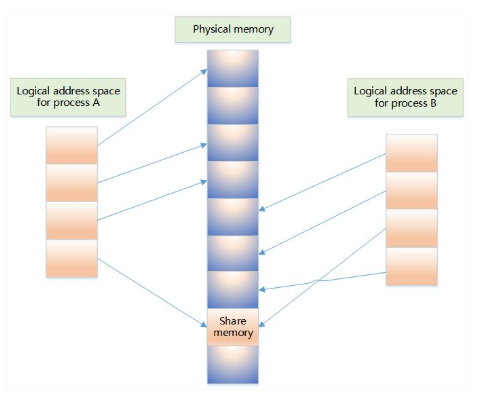 Physical memory
Logical address space
for process A
Logical address space
for process B
Share
memory